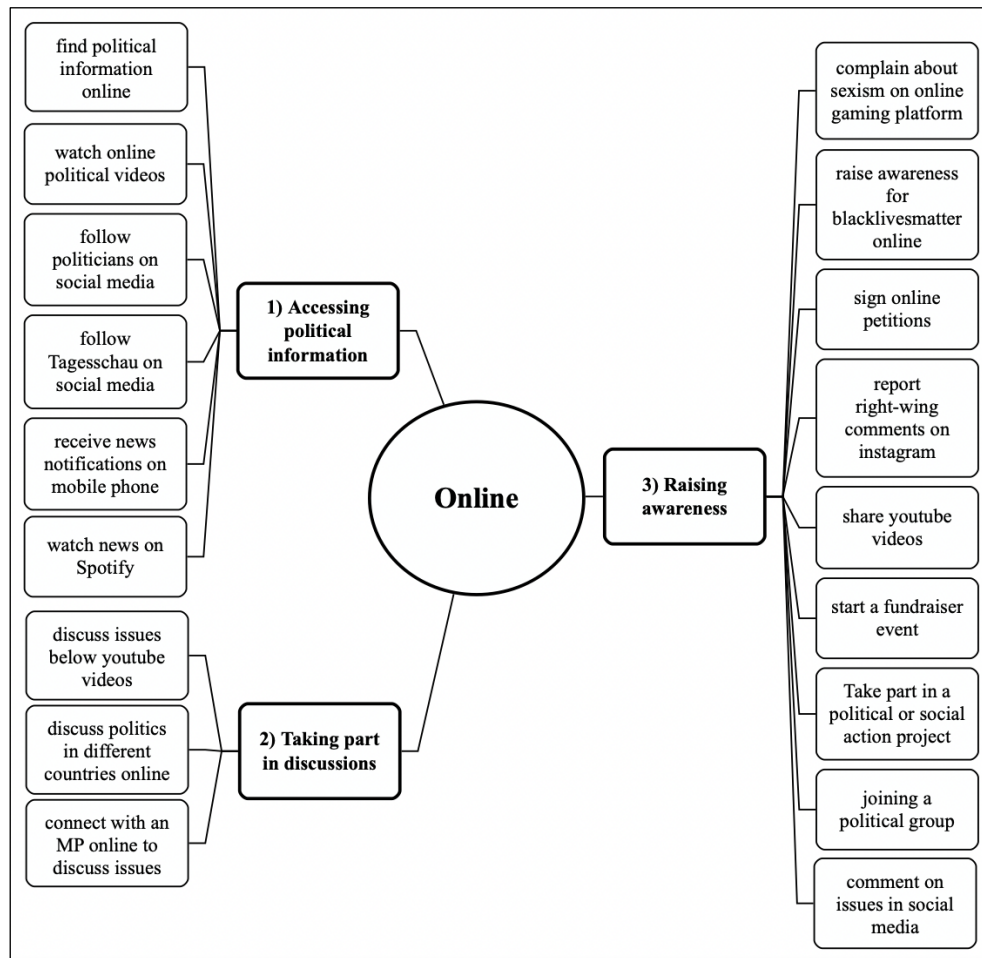 find political
information
online
watch online
political videos
follow
politicians on
social media
follow
Tagesschau on
social media
receive news
notifications on
mobile phone
watch news on
Spotify
1) Accessing
political
information
discuss issues
below youtube
videos
discuss politics
in different
countries online
connect with an
MP online to
discuss issues
2) Taking part
in discussions
Online
3) Raising
awareness
complain about
sexism on online
gaming platform
raise awareness
for
blacklivesmatter
online
sign online
petitions
report
right-wing
comments on
instagram
share youtube
videos
start a fundraiser
event
Take part in a
political or social
action project
joining a
political group
comment on
issues in social
media